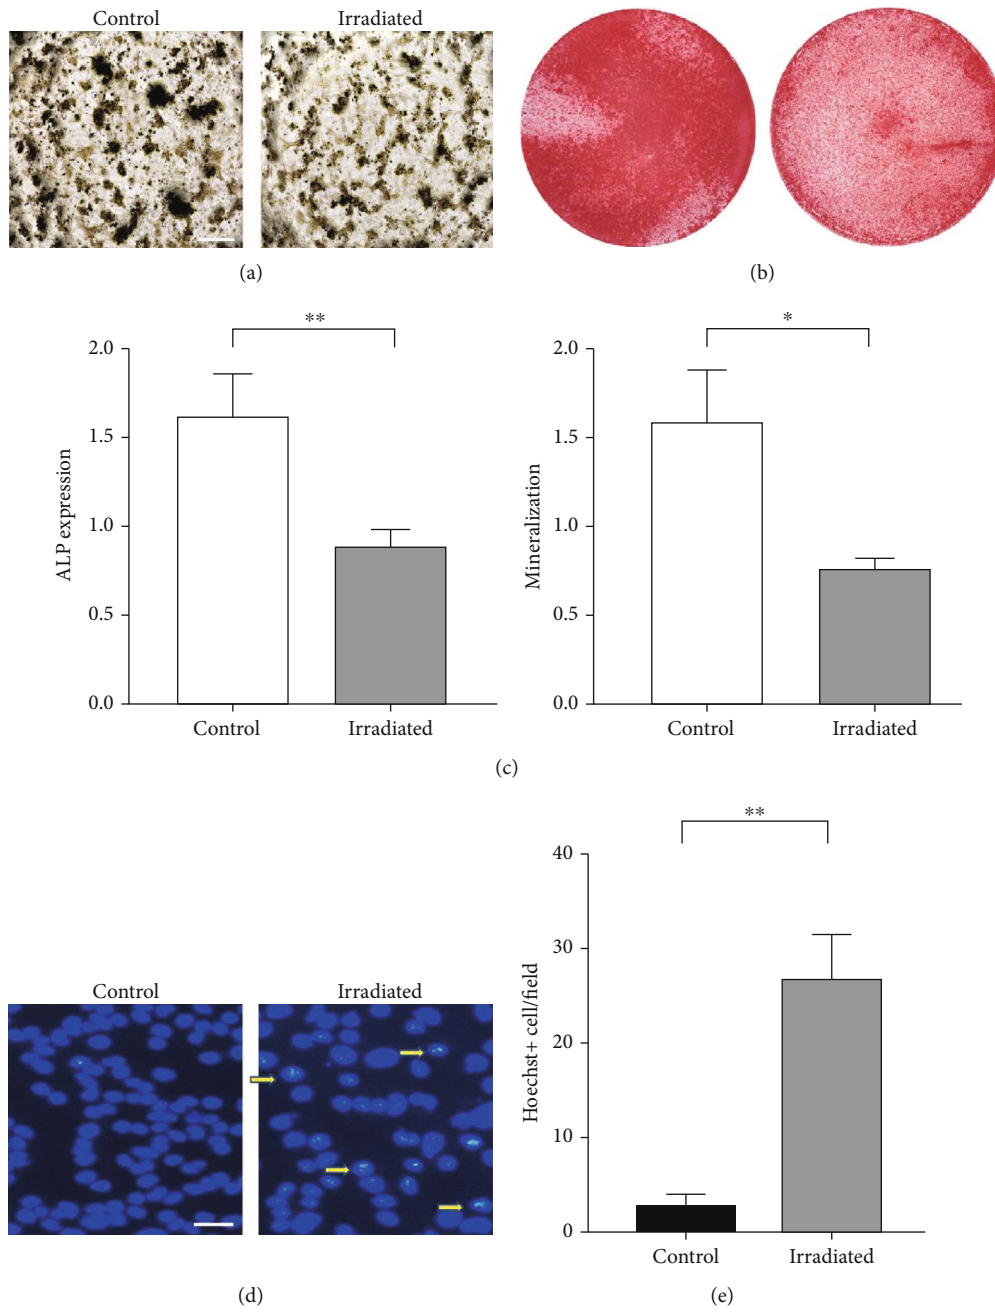 Control
Irradiated
(a)
(b)
**
2.0
1.5
1.0
0.5
0.0
ALP expression
Control
Irradiated
*
2.0
1.5
1.0
0.5
0.0
Mineralization
Control
Irradiated
(c)
Control
Irradiated
(d)
**
40
30
20
10
0
Hoechst+ cell/field
Control
Irradiated
(e)